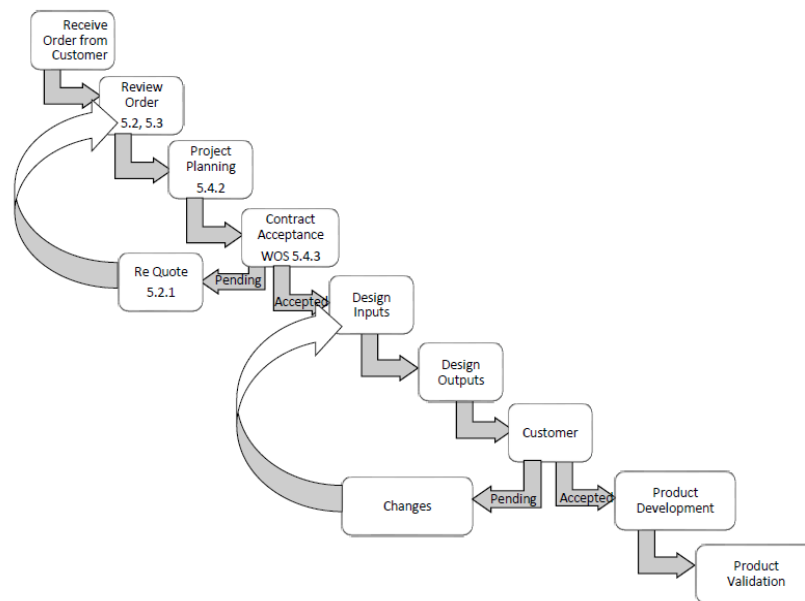 Receive
Order from
Customer
Review
Order
5.2, 5.3
Project
Planning
5.4.2
Contract
Acceptance
WOS 5.4.3
Re Quote
5.2.1
Pending
Accepted
Design
Inputs
Design
Outputs
Customer
Changes
Pending
Accepted
Product
Development
Product
Validation